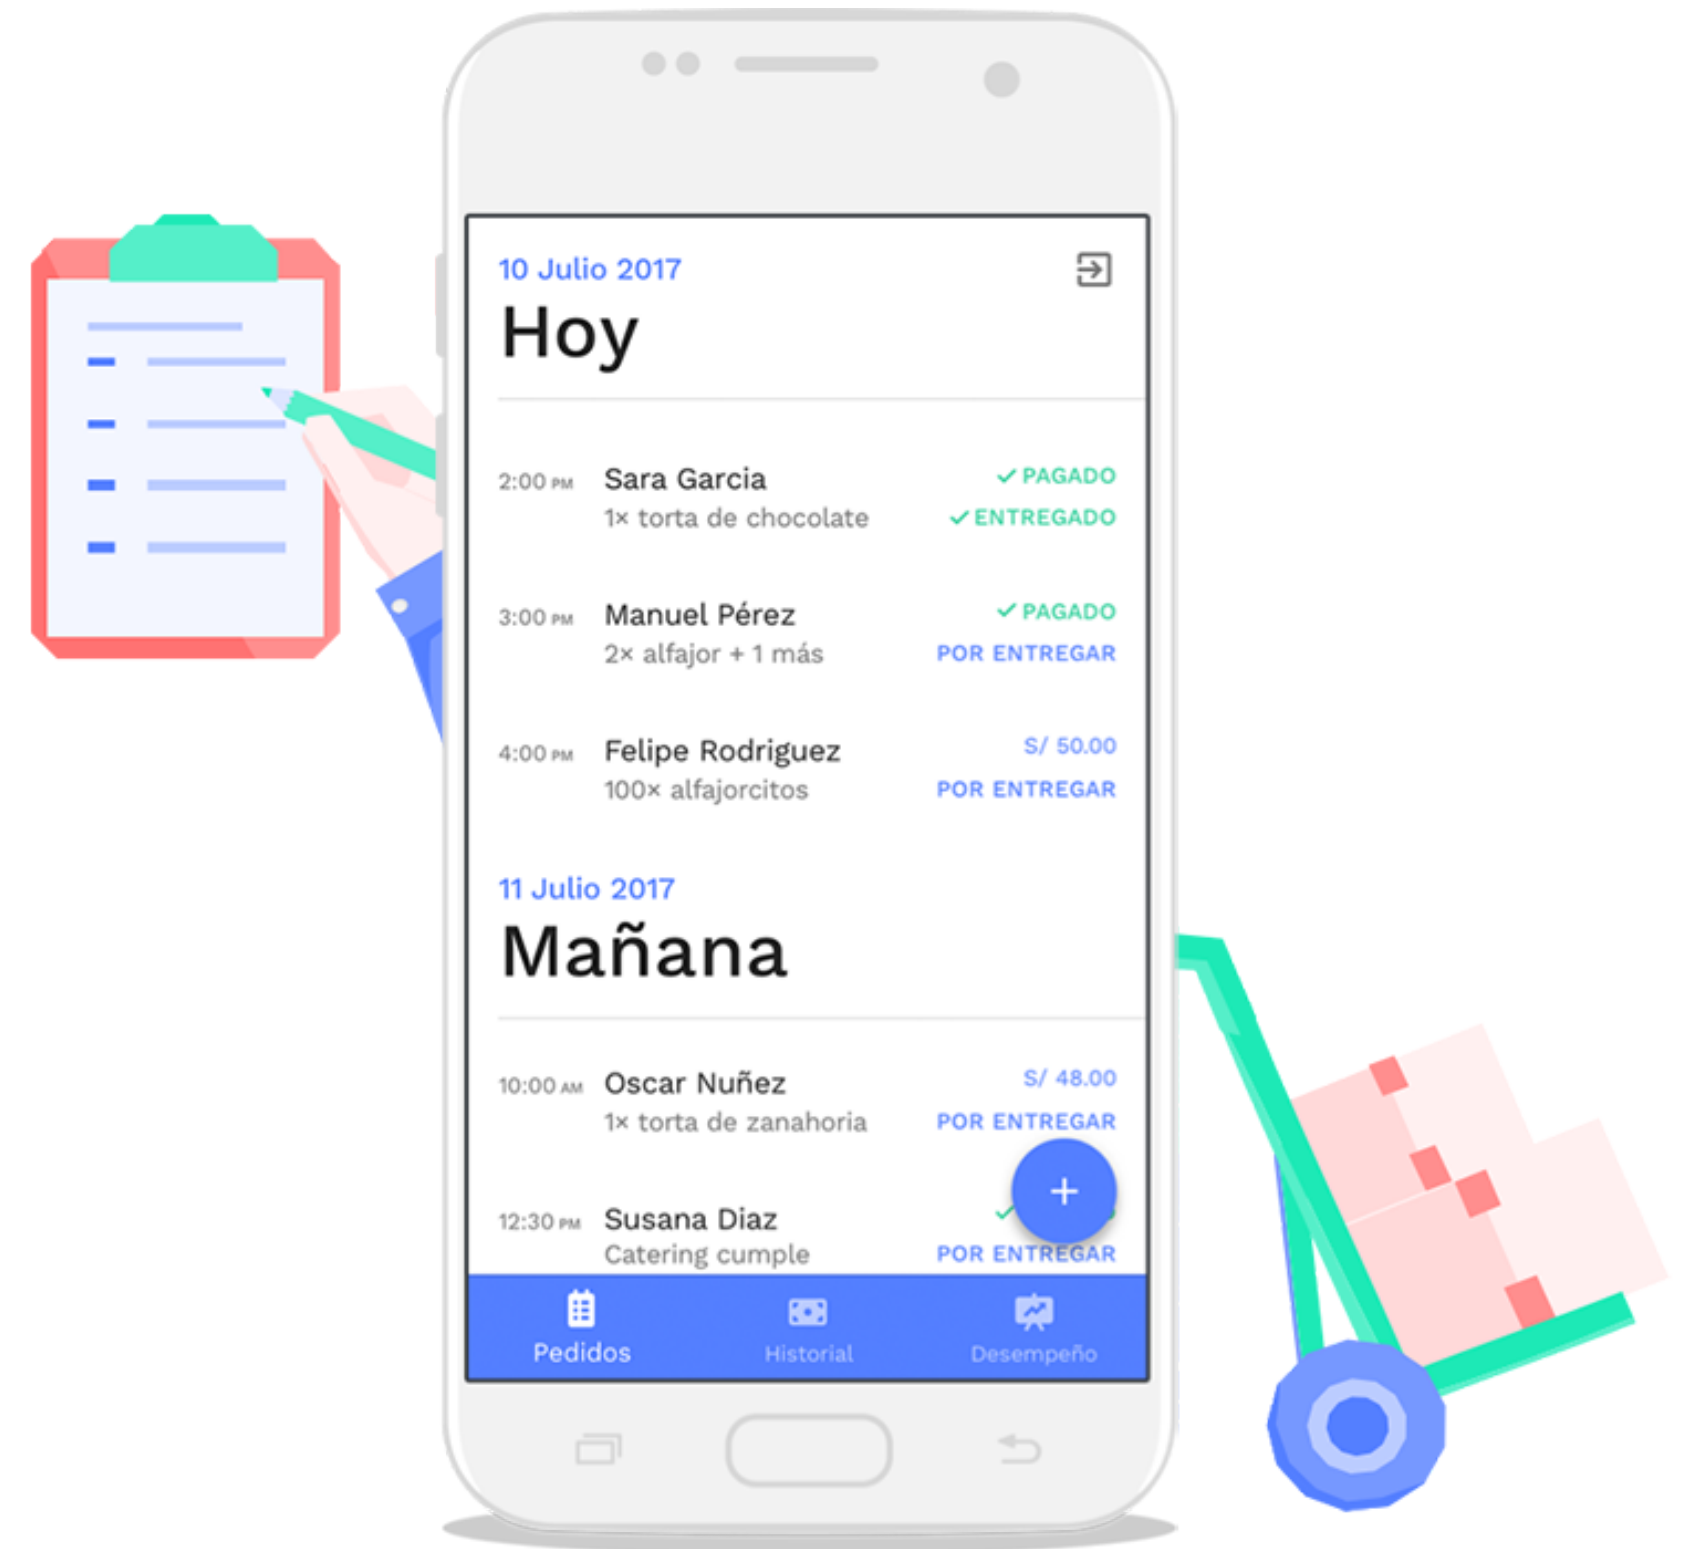 10 Julio 2017
Hoy
2:00 PM Sara Garcia ✓ PAGADO
1× torta de chocolate ✓ ENTREGADO
3:00 PM Manuel Pérez ✓ PAGADO
2× alfajor + 1 más POR ENTREGAR
4:00 PM Felipe Rodriguez S/ 50.00
100× alfajorcitos POR ENTREGAR
11 Julio 2017
Mañana
10:00 AM Oscar Nuñez S/ 48.00
1× torta de zanahoria POR ENTREGAR
+
12:30 PM Susana Diaz ✓
Catering cumple POR ENTREGAR
Pedidos Historial Desempeño